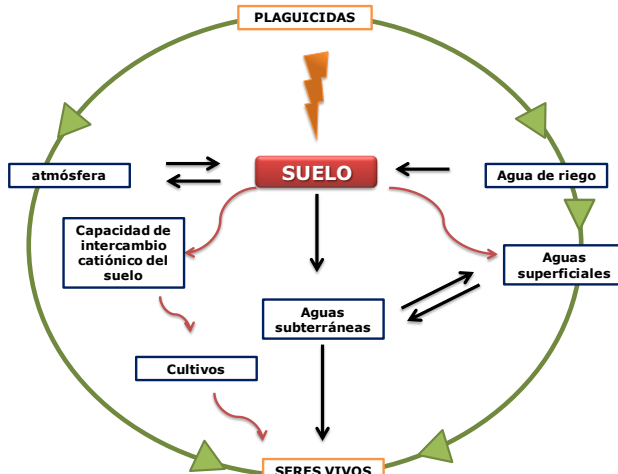 PLAGUICIDAS
atmósfera
SUELO
Agua de riego
Capacidad de
intercambio
catiónico del
suelo
Aguas
superficiales
Aguas
subterráneas
Cultivos
SERES VIVOS